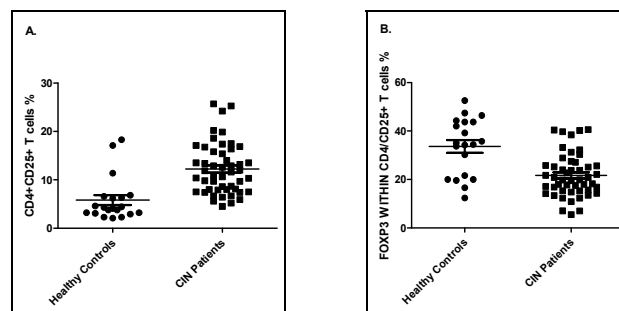 A.
CD4+CD25+ T cells %
30
20
10
0
Healthy Controls
CIN Patients
B.
FOXP3 WITHIN CD4/CD25+ T cells %
60
40
20
0
Healthy Controls
CIN Patients